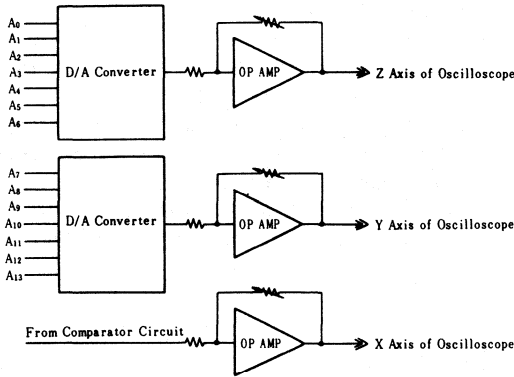 A0
A1
A2
A3
A4
A5
A6
D/A Converter
OP AMP
Z Axis of Oscilloscope
A7
A8
A9
A10
A11
A12
A13
D/A Converter
OP AMP
Y Axis of Oscilloscope
From Comparator Circuit
OP AMP
X Axis of Oscilloscope